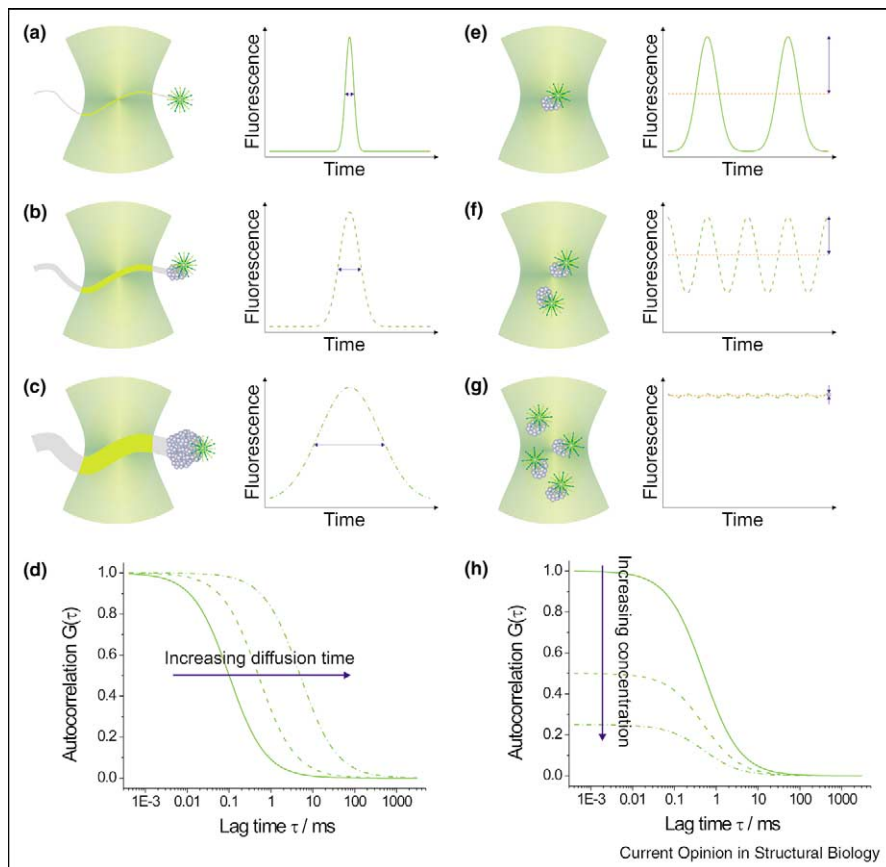 (a)
Fluorescence
Time
(b)
Fluorescence
Time
(c)
Fluorescence
Time
(d)
Autocorrelation G(τ)
1.0
0.8
0.6
0.4
0.2
0.0
Increasing diffusion time
1E-3 0.01 0.1 1 10 100 1000
Lag time τ / ms
(e)
Fluorescence
Time
(f)
Fluorescence
Time
(g)
Fluorescence
Time
(h)
Autocorrelation G(τ)
1.0
0.8
0.6
0.4
0.2
0.0
Increasing concentration
1E-3 0.01 0.1 1 10 100 1000
Lag time τ / ms
Current Opinion in Structural Biology